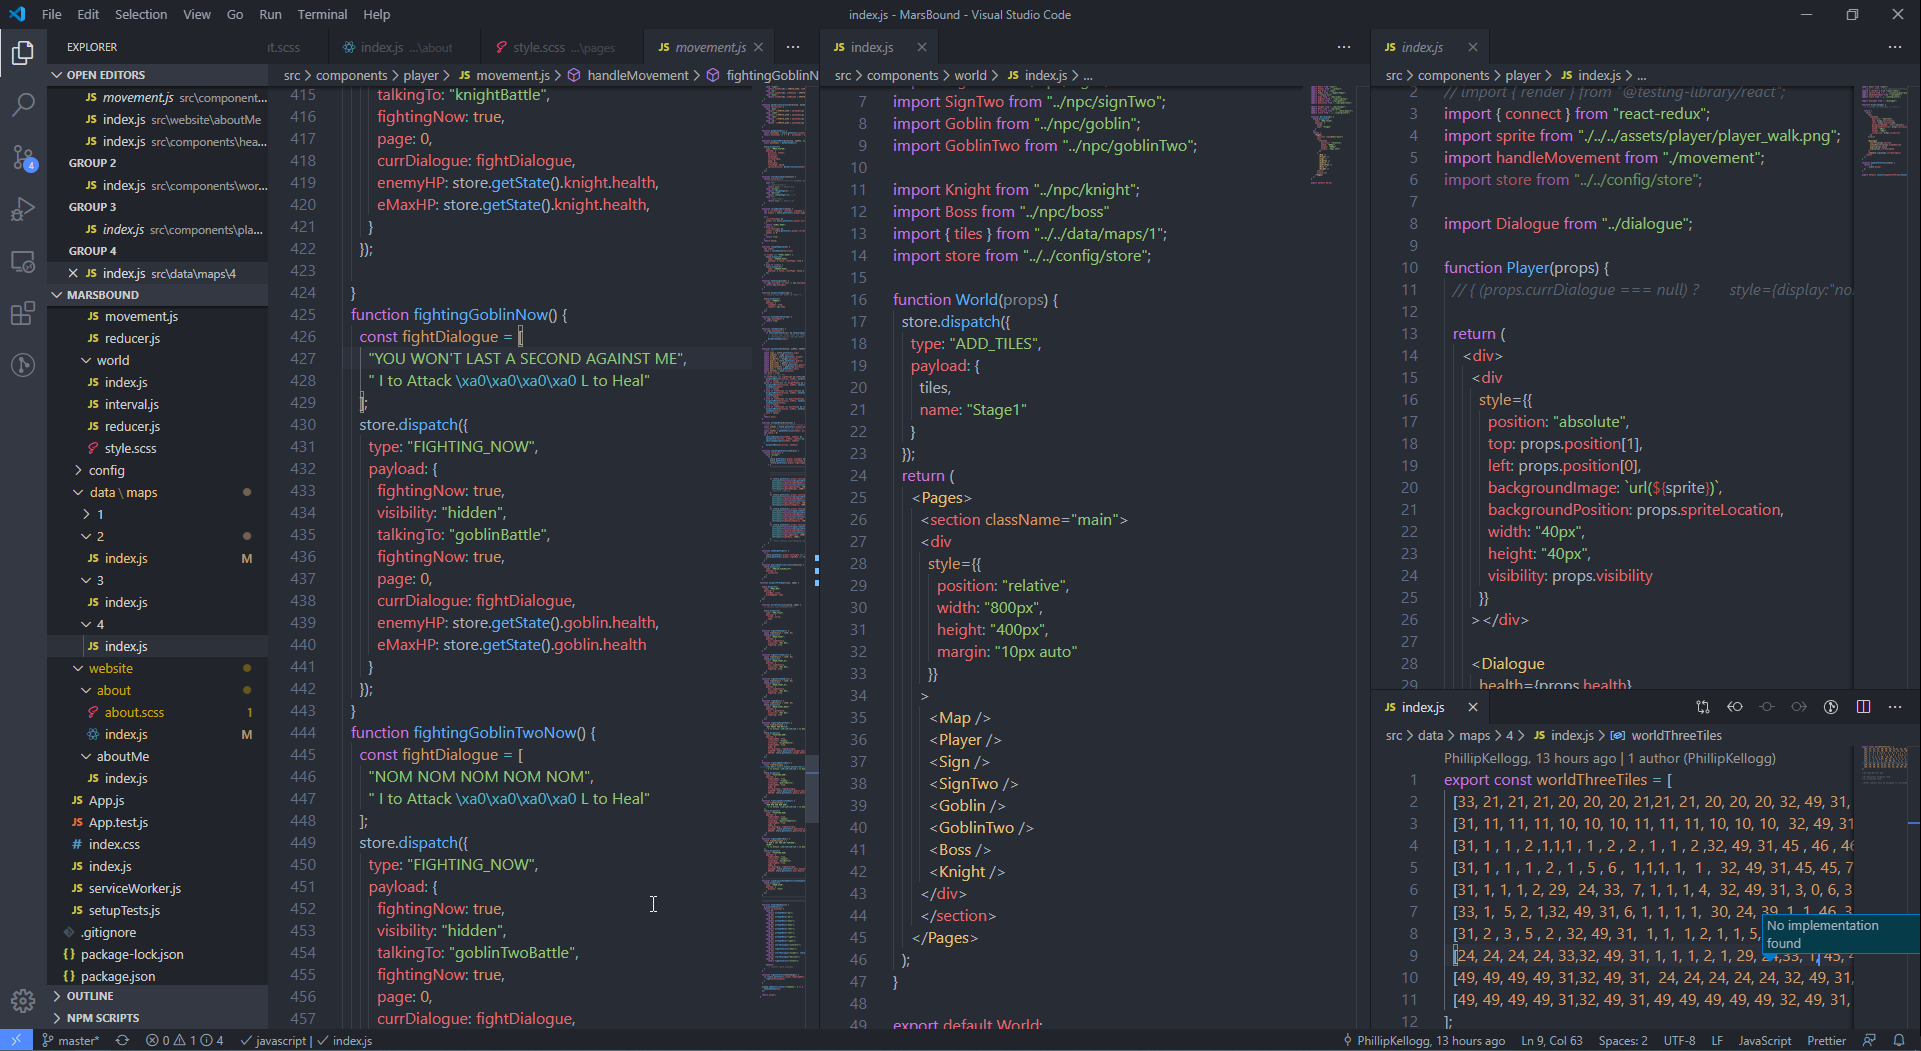 File Edit Selection View Go Run Terminal Help
index.js - MarsBound - Visual Studio Code
EXPLORER
OPEN EDITORS
JS movement.js src\component...
JS index.js src\website\aboutMe
JS index.js src\components\hea...
GROUP 2
JS index.js src\components\wor...
GROUP 3
JS index.js src\components\pla...
GROUP 4
JS index.js src\data\maps\4
MARSBOUND
JS movement.js
JS reducer.js
world
JS index.js
JS interval.js
JS reducer.js
style.scss
config
data \ maps
1
2
JS index.js M
3
JS index.js
4
JS index.js
website
about
about.scss 1
index.js M
aboutMe
JS index.js
JS App.js
JS App.test.js
# index.css
JS index.js
JS serviceWorker.js
JS setupTests.js
.gitignore
{} package-lock.json
{} package.json
OUTLINE
NPM SCRIPTS
4
t.scss index.js ...\about style.scss ...\pages JS movement.js
src > components > player > JS movement.js > handleMovement > fightingGoblinN
415 talkingTo: "knightBattle",
416 fightingNow: true,
417 page: 0,
418 currDialogue: fightDialogue,
419 enemyHP: store.getState().knight.health,
420 eMaxHP: store.getState().knight.health,
421 }
422 });
423
424 }
425 function fightingGoblinNow() {
426 const fightDialogue = [
427 "YOU WON'T LAST A SECOND AGAINST ME",
428 " I to Attack \xa0\xa0\xa0\xa0 L to Heal"
429 ];
430 store.dispatch({
431 type: "FIGHTING_NOW",
432 payload: {
433 fightingNow: true,
434 visibility: "hidden",
435 talkingTo: "goblinBattle",
436 fightingNow: true,
437 page: 0,
438 currDialogue: fightDialogue,
439 enemyHP: store.getState().goblin.health,
440 eMaxHP: store.getState().goblin.health
441 }
442 });
443 }
444 function fightingGoblinTwoNow() {
445 const fightDialogue = [
446 "NOM NOM NOM NOM NOM",
447 " I to Attack \xa0\xa0\xa0\xa0 L to Heal"
448 ];
449 store.dispatch({
450 type: "FIGHTING_NOW",
451 payload: {
452 fightingNow: true,
453 visibility: "hidden",
454 talkingTo: "goblinTwoBattle",
455 fightingNow: true,
456 page: 0,
457 currDialogue: fightDialogue,
JS index.js
src > components > world > JS index.js > ...
7 import SignTwo from "../npc/signTwo";
8 import Goblin from "../npc/goblin";
9 import GoblinTwo from "../npc/goblinTwo";
10
11 import Knight from "../npc/knight";
12 import Boss from "../npc/boss"
13 import { tiles } from "../../data/maps/1";
14 import store from "../../config/store";
15
16 function World(props) {
17 store.dispatch({
18 type: "ADD_TILES",
19 payload: {
20 tiles,
21 name: "Stage1"
22 }
23 });
24 return (
25 <Pages>
26 <section className="main">
27 <div
28 style={{
29 position: "relative",
30 width: "800px",
31 height: "400px",
32 margin: "10px auto"
33 }}
34 >
35 <Map />
36 <Player />
37 <Sign />
38 <SignTwo />
39 <Goblin />
40 <GoblinTwo />
41 <Boss />
42 <Knight />
43 </div>
44 </section>
45 </Pages>
46 );
47 }
48
49 export default World;
JS index.js
src > components > player > JS index.js > ...
2 // import { render } from "@testing-library/react";
3 import { connect } from "react-redux";
4 import sprite from "./../../assets/player/player_walk.png";
5 import handleMovement from "./movement";
6 import store from "../../config/store";
7
8 import Dialogue from "../dialogue";
9
10 function Player(props) {
11 // { (props.currDialogue === null) ? style={display:"no
12
13 return (
14 <div>
15 <div
16 style={{
17 position: "absolute",
18 top: props.position[1],
19 left: props.position[0],
20 backgroundImage: `url(${sprite})`,
21 backgroundPosition: props.spriteLocation,
22 width: "40px",
23 height: "40px",
24 visibility: props.visibility
25 }}
26 ></div>
27
28 <Dialogue
29 health={props.health}
JS index.js
src > data > maps > 4 > JS index.js > worldThreeTiles
PhillipKellogg, 13 hours ago | 1 author (PhillipKellogg)
1 export const worldThreeTiles = [
2 [33, 21, 21, 21, 20, 20, 20, 21,21, 21, 20, 20, 20, 32, 49, 31,
3 [31, 11, 11, 11, 10, 10, 10, 11, 11, 11, 10, 10, 10, 32, 49, 31
4 [31, 1 , 1 , 2 ,1,1,1 , 1 , 2 , 2 , 1 , 1 , 2 ,32, 49, 31, 45 , 46 , 46
5 [31, 1 , 1 , 1 , 2 , 1 , 5 , 6 , 1,1,1, 1, 1 , 32, 49, 31, 45, 45, 7
6 [31, 1, 1, 1, 2, 29, 24, 33, 7, 1, 1, 1, 4, 32, 49, 31, 3, 0, 6, 3
7 [33, 1, 5, 2, 1,32, 49, 31, 6, 1, 1, 1, 1, 30, 24, 39, 1, 1, 46, 3
8 [31, 2 , 3 , 5 , 2 , 32, 49, 31, 1, 1, 1, 2, 1, 1, 5,
No implementation found
9 [24, 24, 24, 24, 33,32, 49, 31, 1, 1, 1, 2, 1, 29, 24,33, 1, 45,
10 [49, 49, 49, 49, 31,32, 49, 31, 24, 24, 24, 24, 24, 32, 49, 31,
11 [49, 49, 49, 49, 31,32, 49, 31, 49, 49, 49, 49, 49, 32, 49, 31,
12 ];
master* 0 1 4 javascript | index.js
PhillipKellogg, 13 hours ago Ln 9, Col 63 Spaces: 2 UTF-8 LF JavaScript Prettier